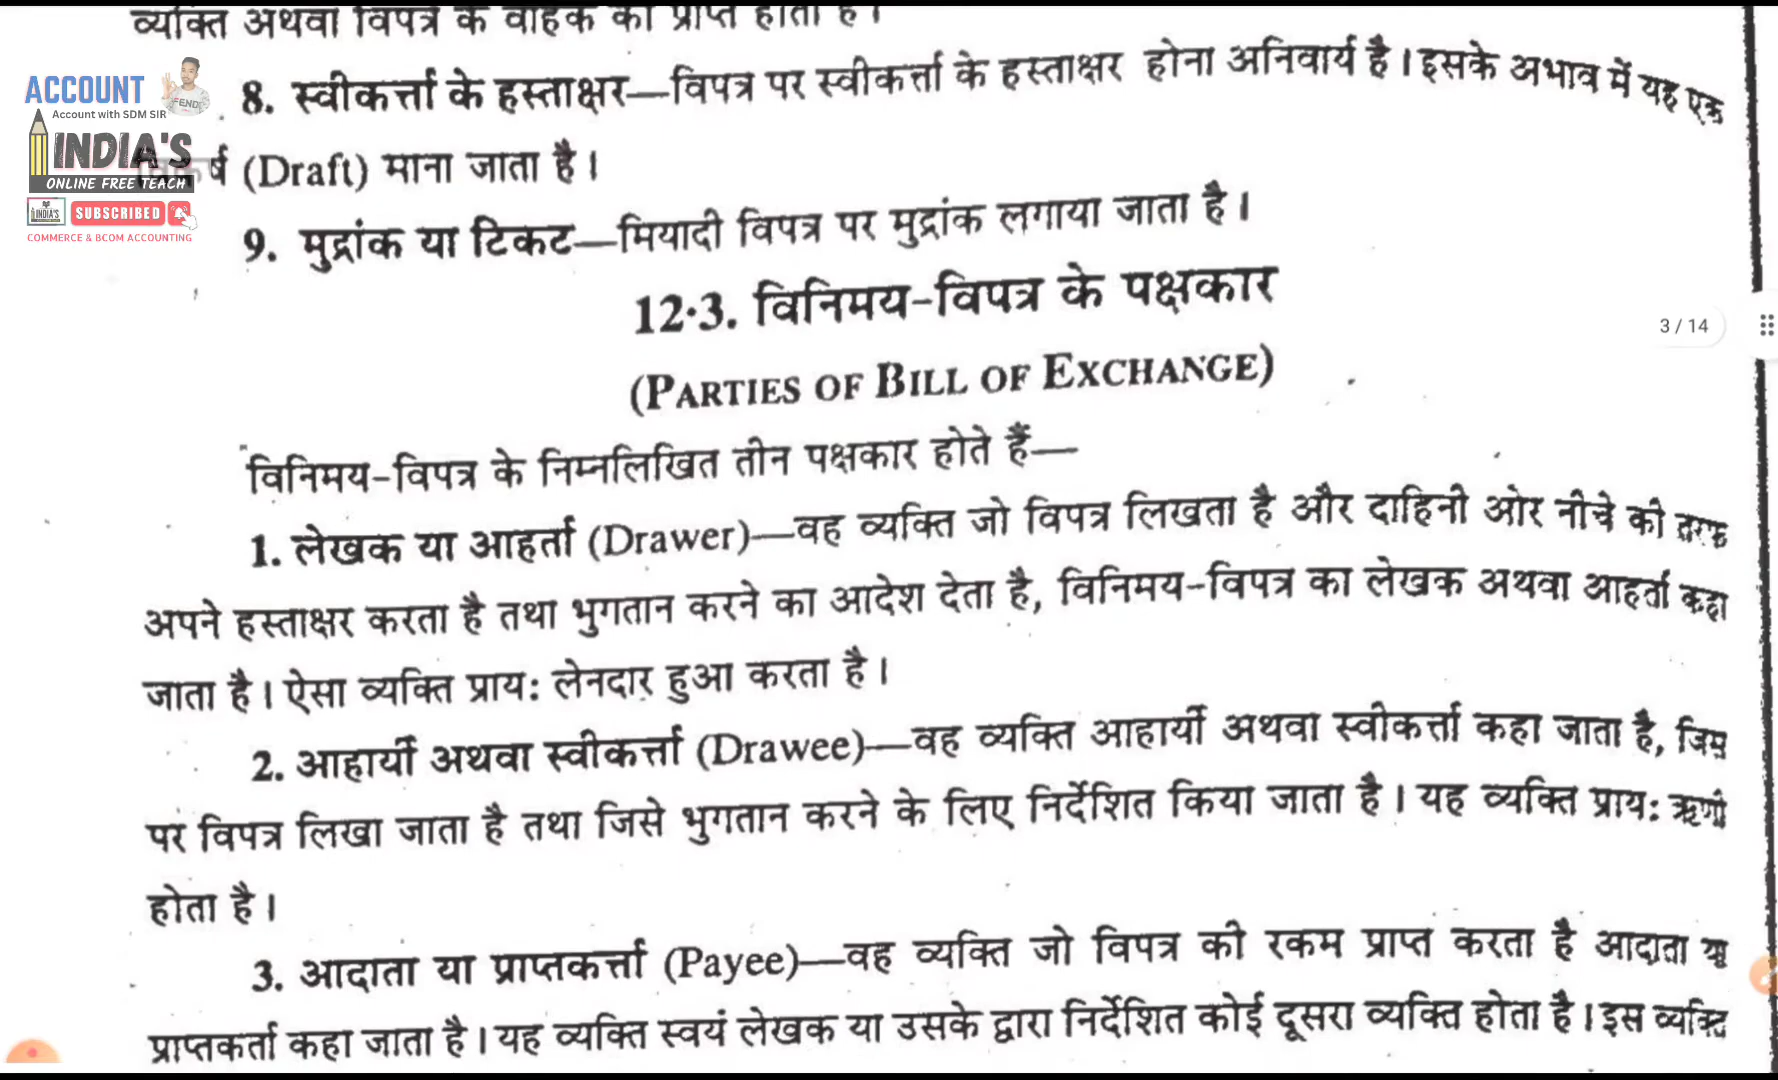 व्यक्ति अथवा विपत्र के वाहक को प्राप्त होता है।
ACCOUNT
Account with SDM SIR
INDIA'S
ONLINE FREE TEACH
INDIA'S
SUBSCRIBED
COMMERCE & BCOM ACCOUNTING
8. स्वीकर्त्ता के हस्ताक्षर—विपत्र पर स्वीकर्त्ता के हस्ताक्षर होना अनिवार्य है। इसके अभाव में यह एक
(Draft) माना जाता है।
9. मुद्रांक या टिकट—मियादी विपत्र पर मुद्रांक लगाया जाता है।
12·3. विनिमय-विपत्र के पक्षकार
3 / 14
(PARTIES OF BILL OF EXCHANGE)
विनिमय-विपत्र के निम्नलिखित तीन पक्षकार होते हैं—
1. लेखक या आहर्ता (Drawer)—वह व्यक्ति जो विपत्र लिखता है और दाहिनी ओर नीचे की तरफ
अपने हस्ताक्षर करता है तथा भुगतान करने का आदेश देता है, विनिमय-विपत्र का लेखक अथवा आहर्ता कहा
जाता है। ऐसा व्यक्ति प्राय: लेनदार हुआ करता है।
2. आहार्यी अथवा स्वीकर्त्ता (Drawee)—वह व्यक्ति आहार्यी अथवा स्वीकर्त्ता कहा जाता है, जिस
पर विपत्र लिखा जाता है तथा जिसे भुगतान करने के लिए निर्देशित किया जाता है। यह व्यक्ति प्राय: ऋणी
होता है।
3. आदाता या प्राप्तकर्त्ता (Payee)—वह व्यक्ति जो विपत्र की रकम प्राप्त करता है आदाता या
प्राप्तकर्ता कहा जाता है। यह व्यक्ति स्वयं लेखक या उसके द्वारा निर्देशित कोई दूसरा व्यक्ति होता है। इस व्यक्ति